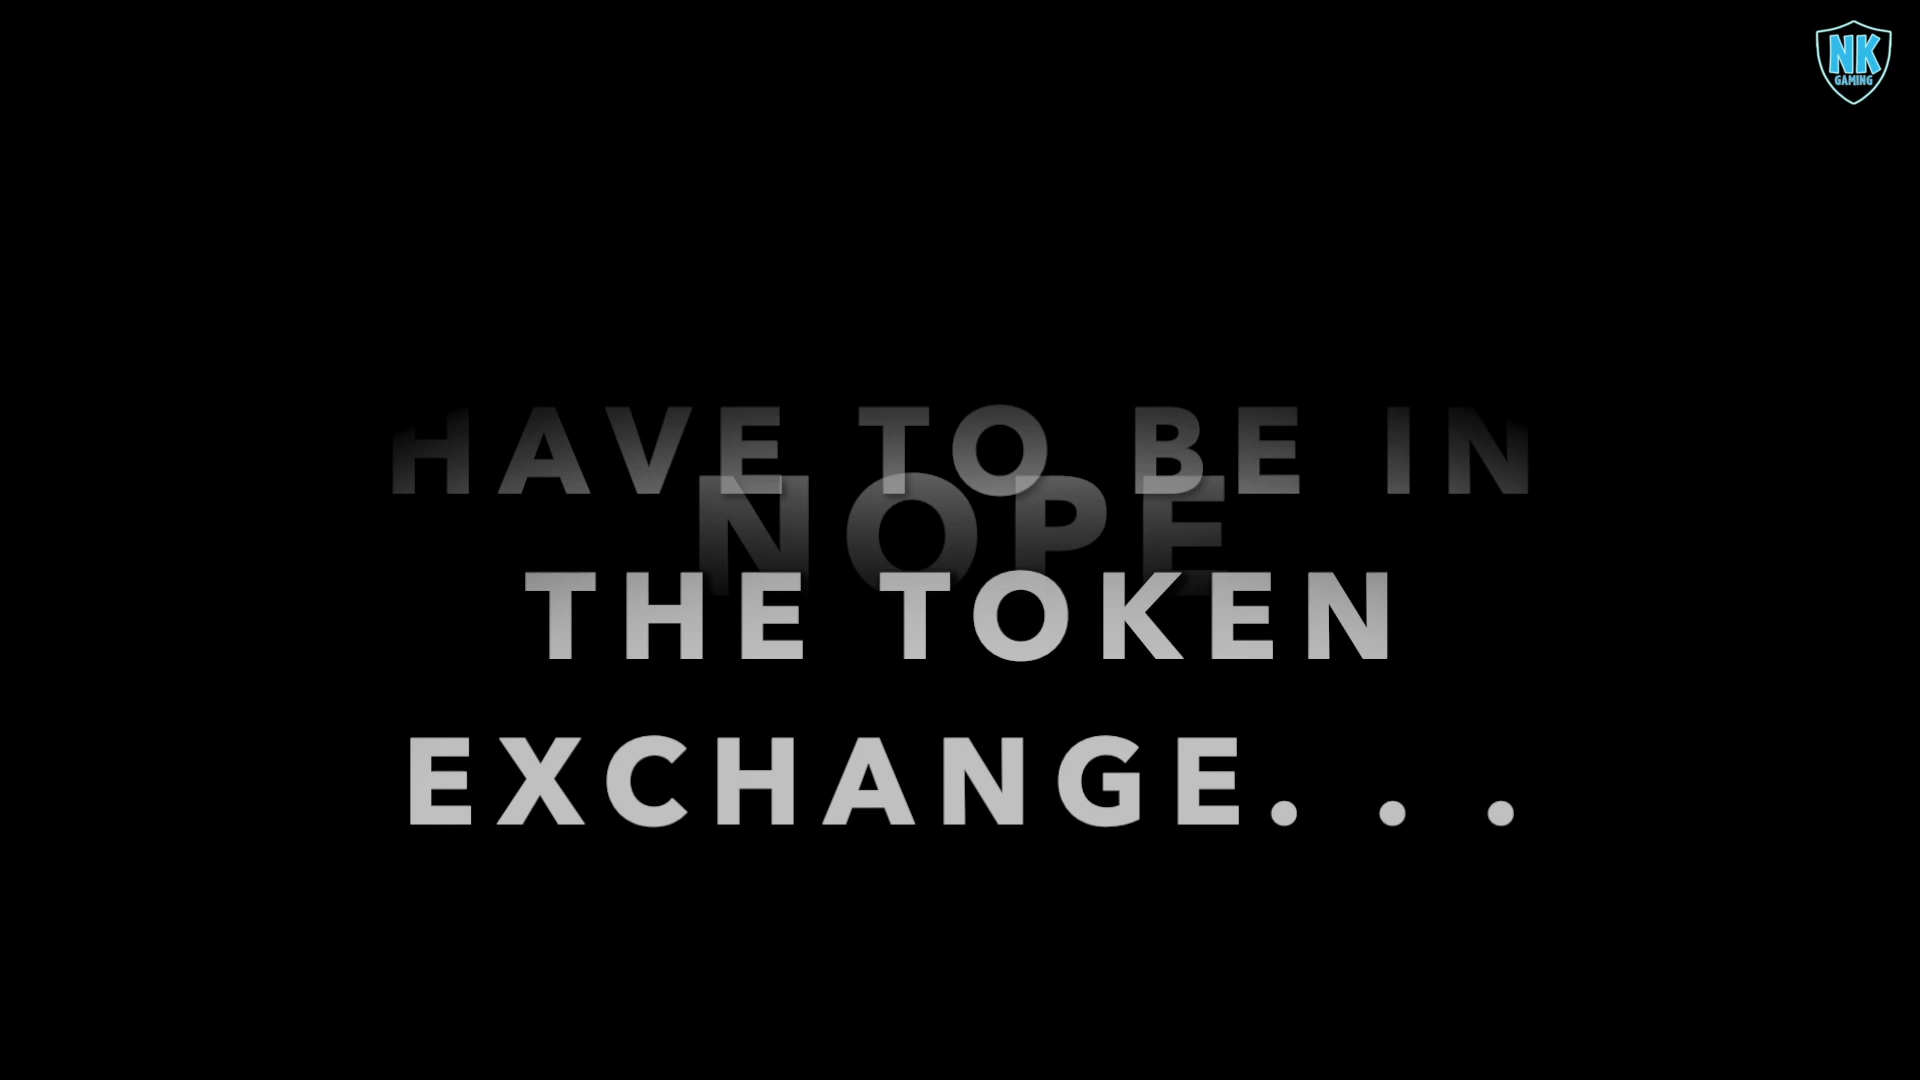 NK
GAMING
HAVE TO BE IN
NOPE
THE TOKEN
EXCHANGE. . .